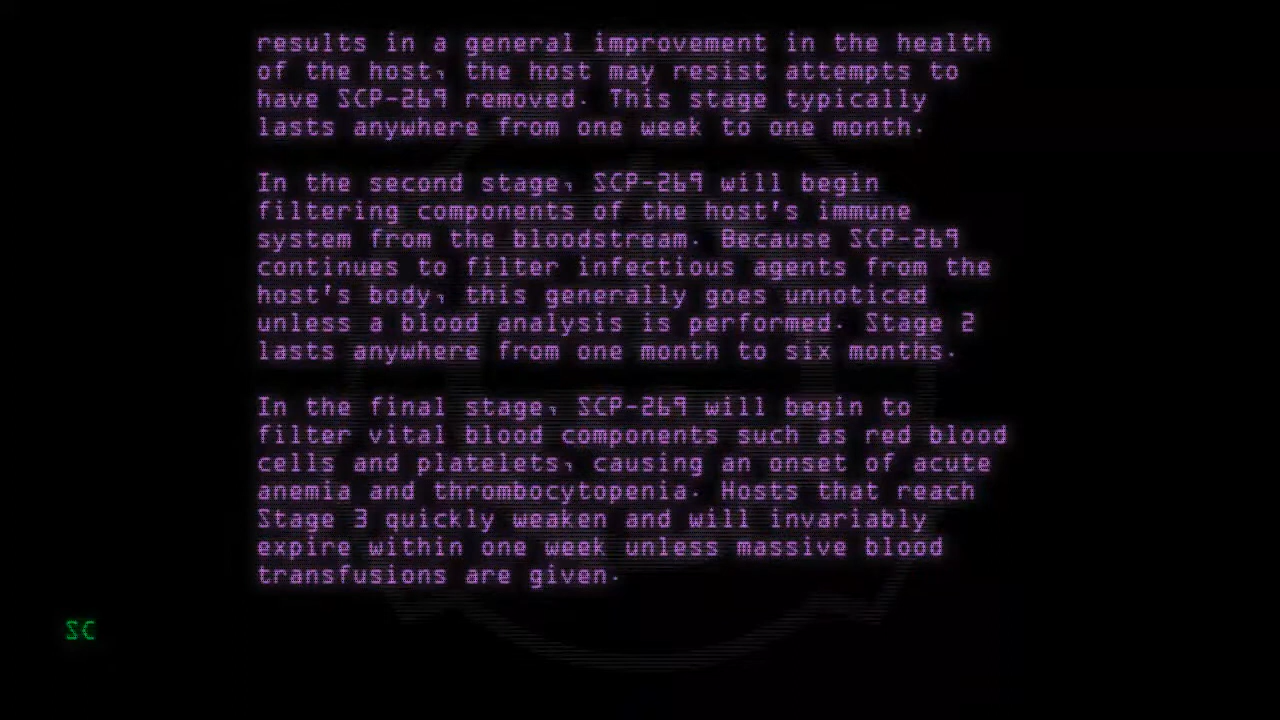 results in a general improvement in the health
of the host, the host may resist attempts to
have SCP-269 removed. This stage typically
lasts anywhere from one week to one month.
In the second stage, SCP-269 will begin
filtering components of the host's immune
system from the bloodstream. Because SCP-269
continues to filter infectious agents from the
host's body, this generally goes unnoticed
unless a blood analysis is performed. Stage 2
lasts anywhere from one month to six months.
In the final stage, SCP-269 will begin to
filter vital blood components such as red blood
cells and platelets, causing an onset of acute
anemia and thrombocytopenia. Hosts that reach
Stage 3 quickly weaken and will invariably
expire within one week unless massive blood
transfusions are given.
SC